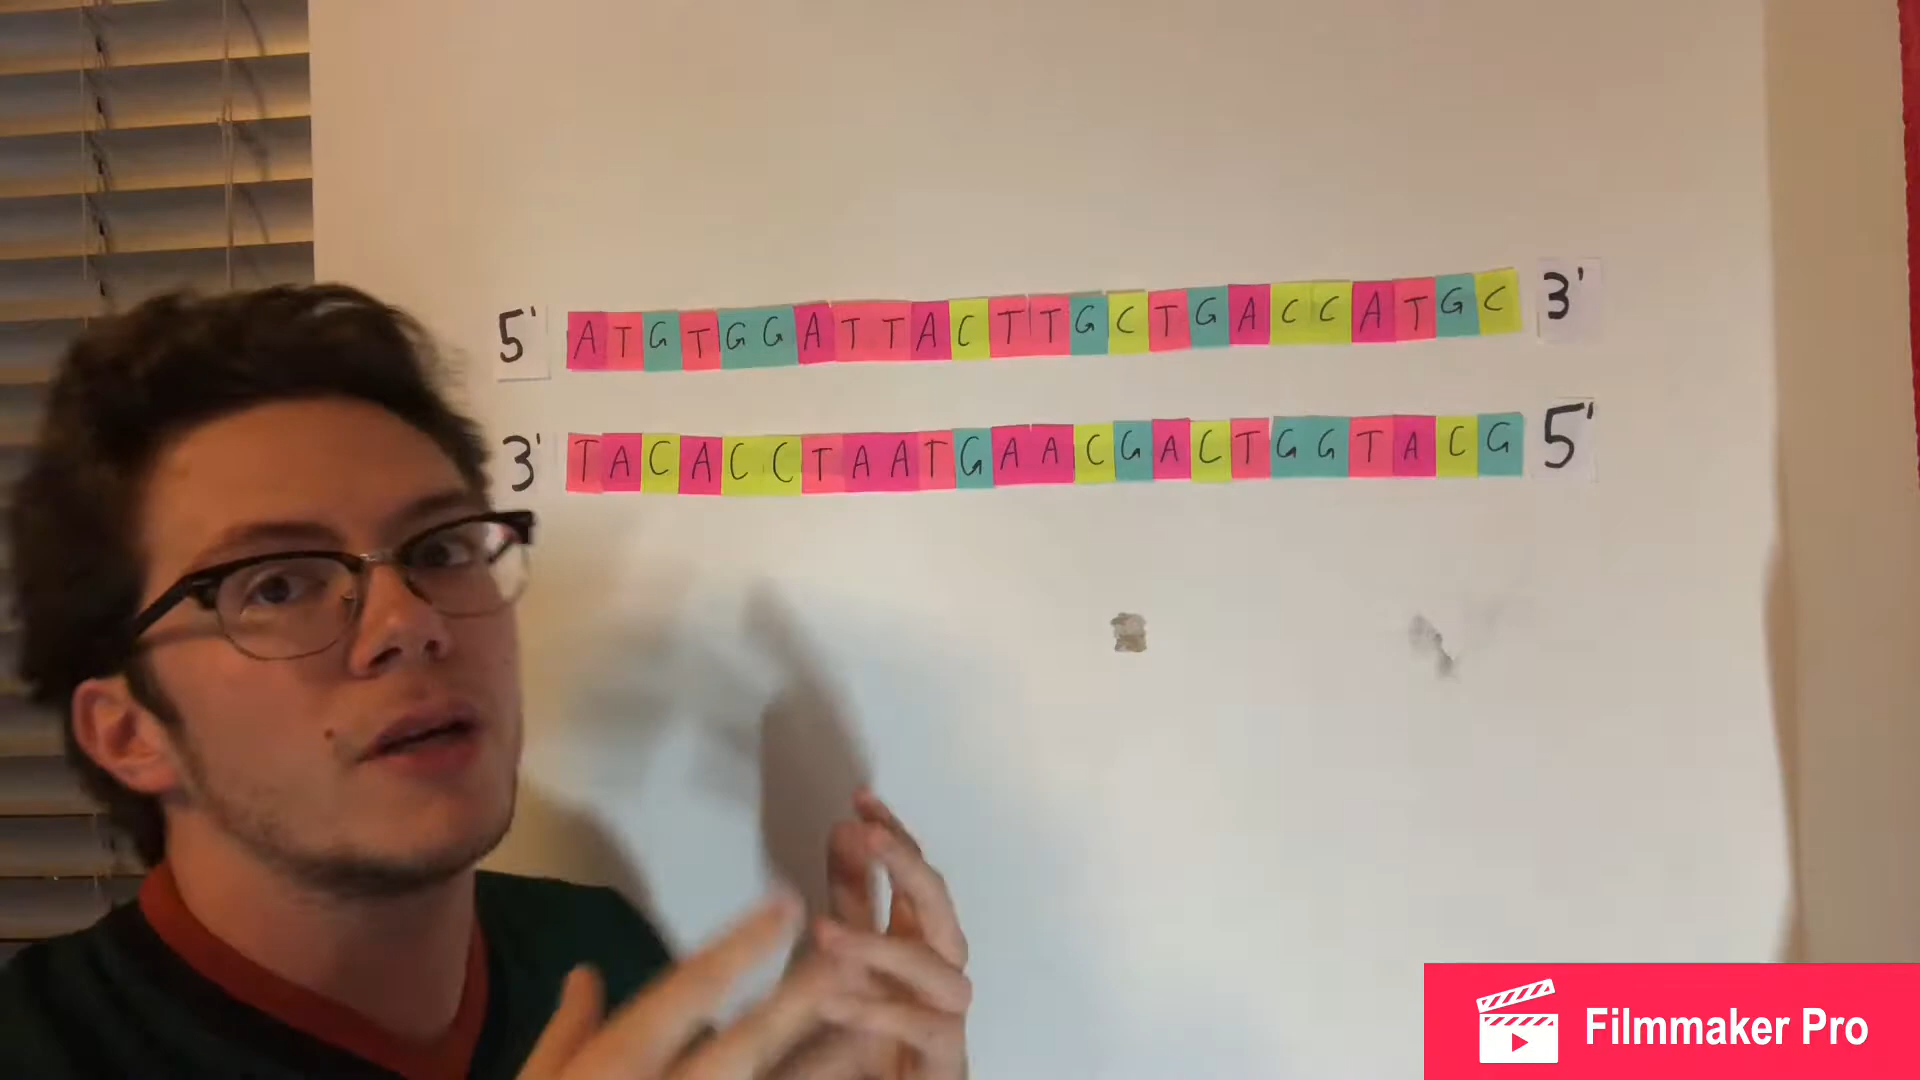 5' ATGTGGATTACTTGCTGACCATGC 3'
3' TACACCTAATGAACGACTGGTACG 5'
Filmmaker Pro